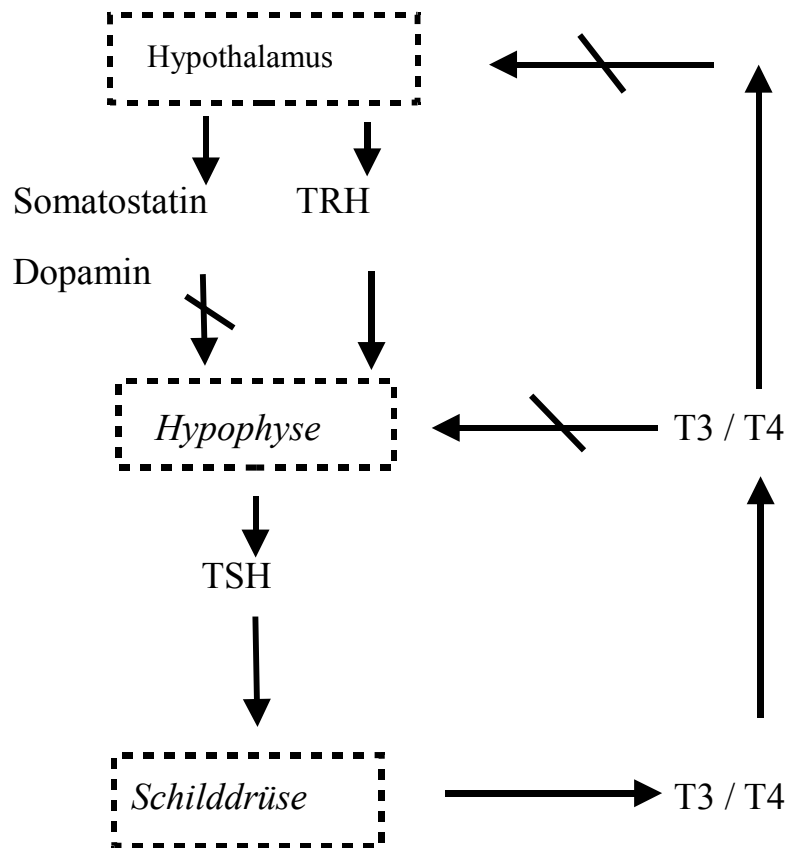 Hypothalamus
Somatostatin TRH
Dopamin
Hypophyse T3 / T4
TSH
Schilddrüse T3 / T4